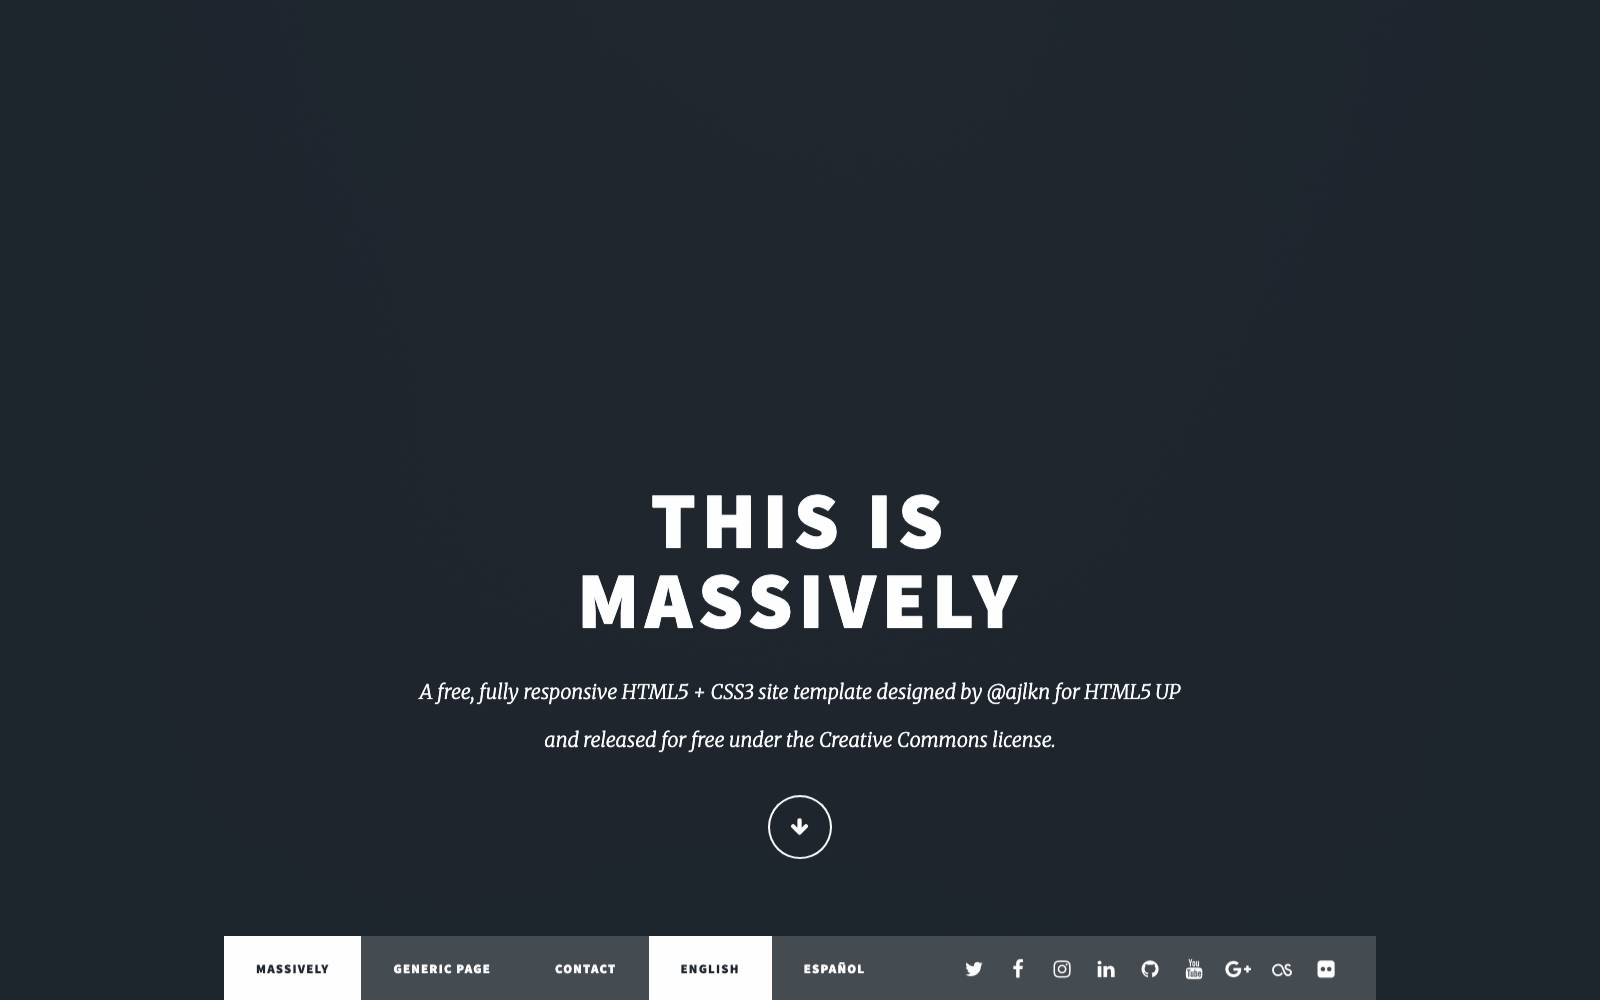 THIS IS
MASSIVELY
A free, fully responsive HTML5 + CSS3 site template designed by @ajlkn for HTML5 UP
and released for free under the Creative Commons license.
MASSIVELY GENERIC PAGE CONTACT ENGLISH ESPAÑOL